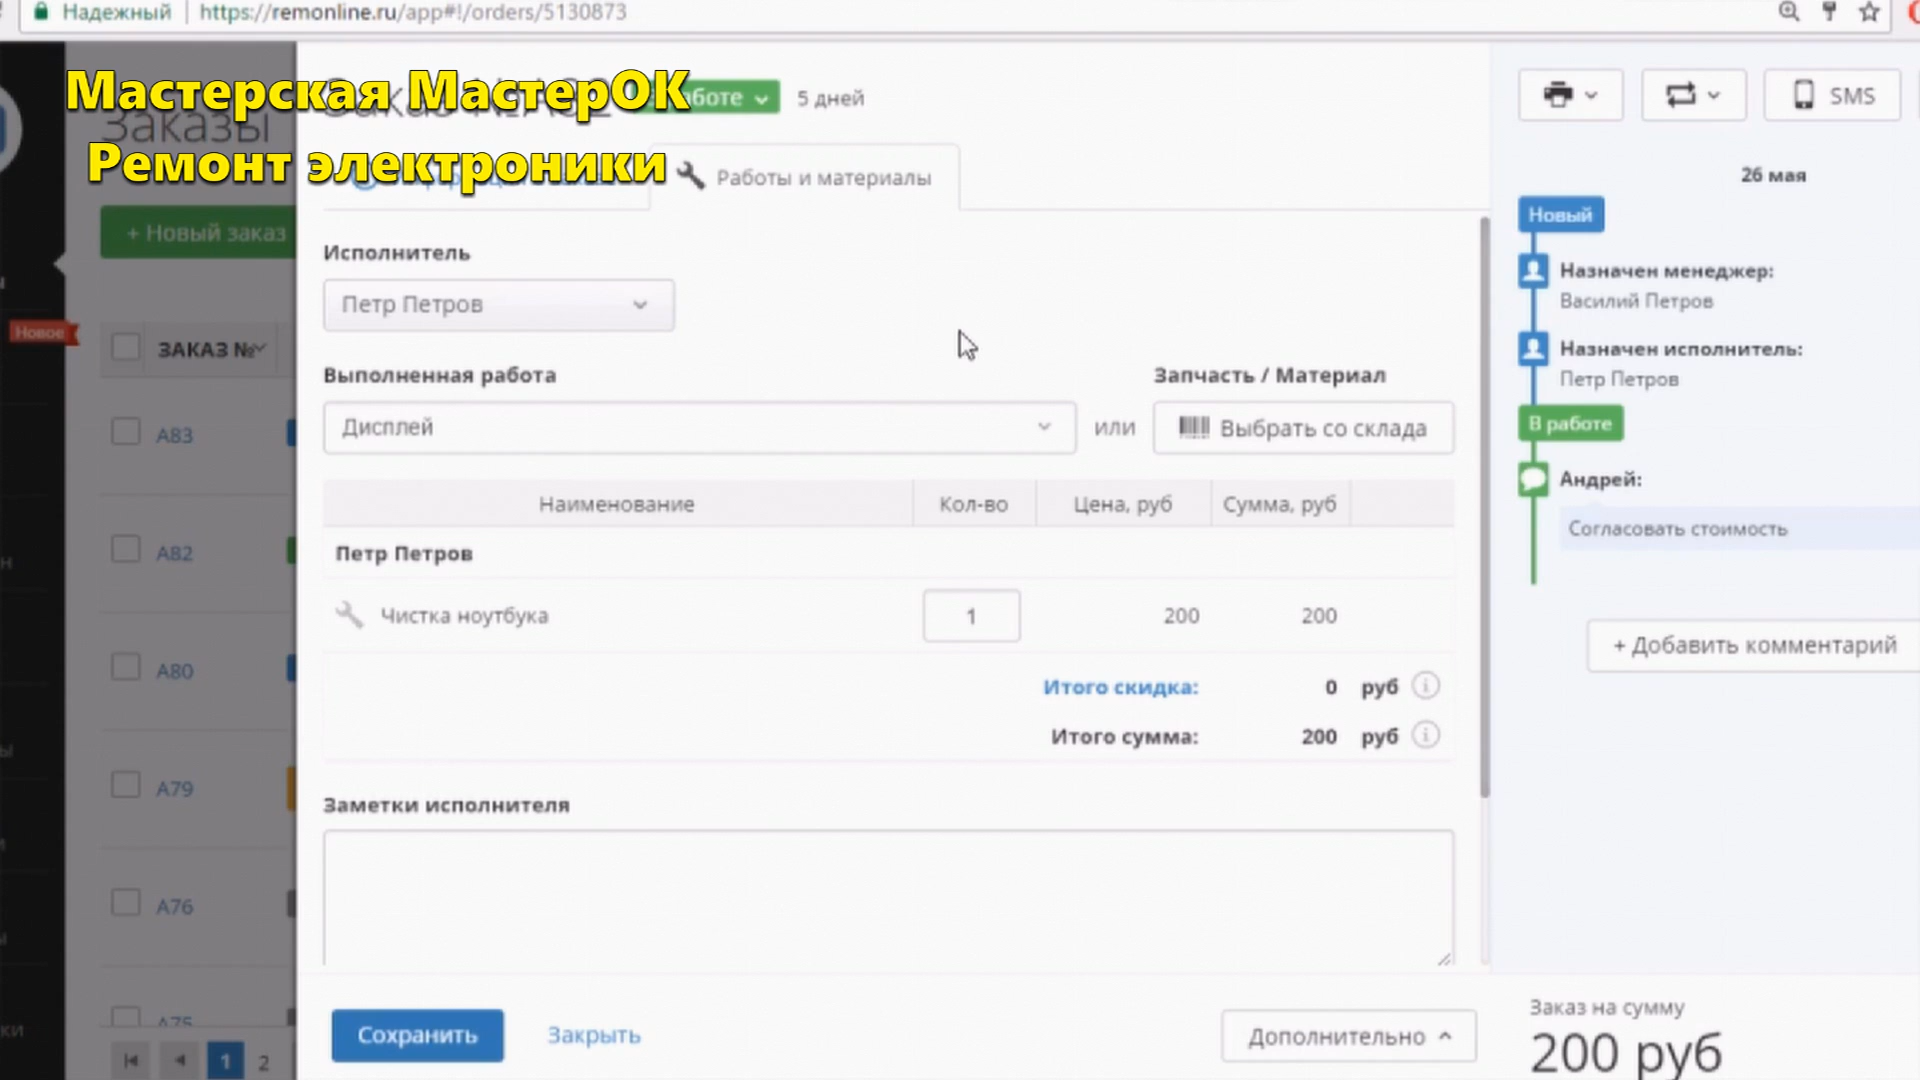 Надежный https://remonline.ru/app#!/orders/5130873
Мастерская МастерОК
Ремонт электроники
Заказы
5 дней
SMS
Работы и материалы
+ Новый заказ
Новое
ЗАКАЗ №
A83
A82
A80
A79
A76
A75
1 2
Исполнитель
Петр Петров
Выполненная работа
Запчасть / Материал
Дисплей
или
Выбрать со склада
Наименование Кол-во Цена, руб Сумма, руб
Петр Петров
Чистка ноутбука 1 200 200
Итого скидка: 0 руб
Итого сумма: 200 руб
Заметки исполнителя
Сохранить Закрыть Дополнительно
26 мая
Новый
Назначен менеджер:
Василий Петров
Назначен исполнитель:
Петр Петров
В работе
Андрей:
Согласовать стоимость
+ Добавить комментарий
Заказ на сумму
200 руб